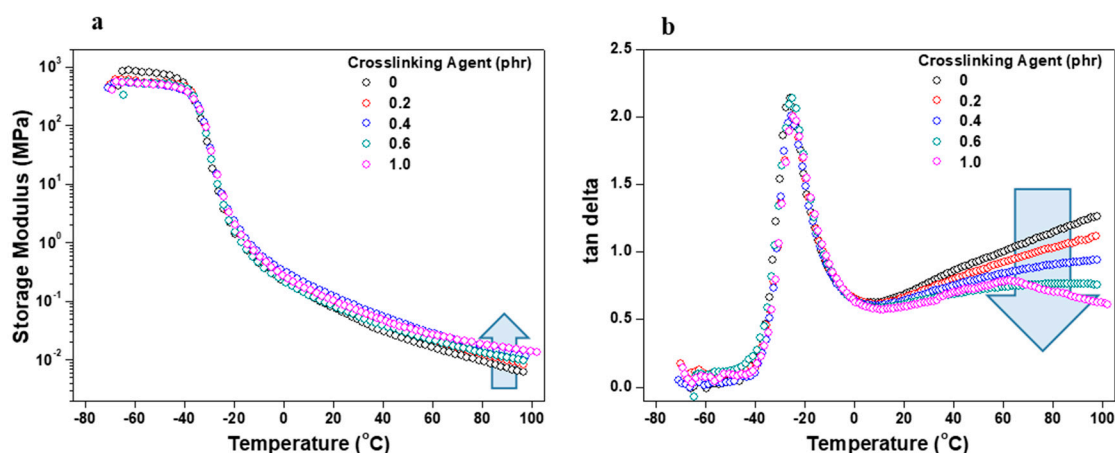 a
Storage Modulus (MPa)
10³
10²
10¹
10⁰
10⁻¹
10⁻²
Crosslinking Agent (phr)
0
0.2
0.4
0.6
1.0
-80 -60 -40 -20 0 20 40 60 80 100
Temperature (°C)
b
tan delta
2.5
2.0
1.5
1.0
0.5
0.0
Crosslinking Agent (phr)
0
0.2
0.4
0.6
1.0
-80 -60 -40 -20 0 20 40 60 80 100
Temperature (°C)